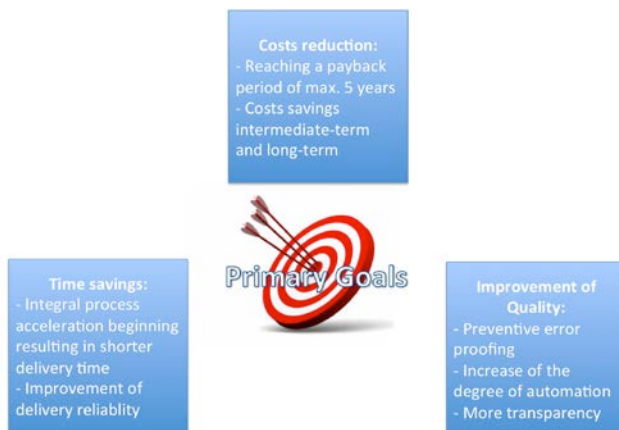 Costs reduction:
- Reaching a payback
period of max. 5 years
- Costs savings
intermediate-term
and long-term
Primary Goals
Time savings:
- Integral process
acceleration beginning
resulting in shorter
delivery time
- Improvement of
delivery reliablity
Improvement of
Quality:
- Preventive error
proofing
- Increase of the
degree of automation
- More transparency